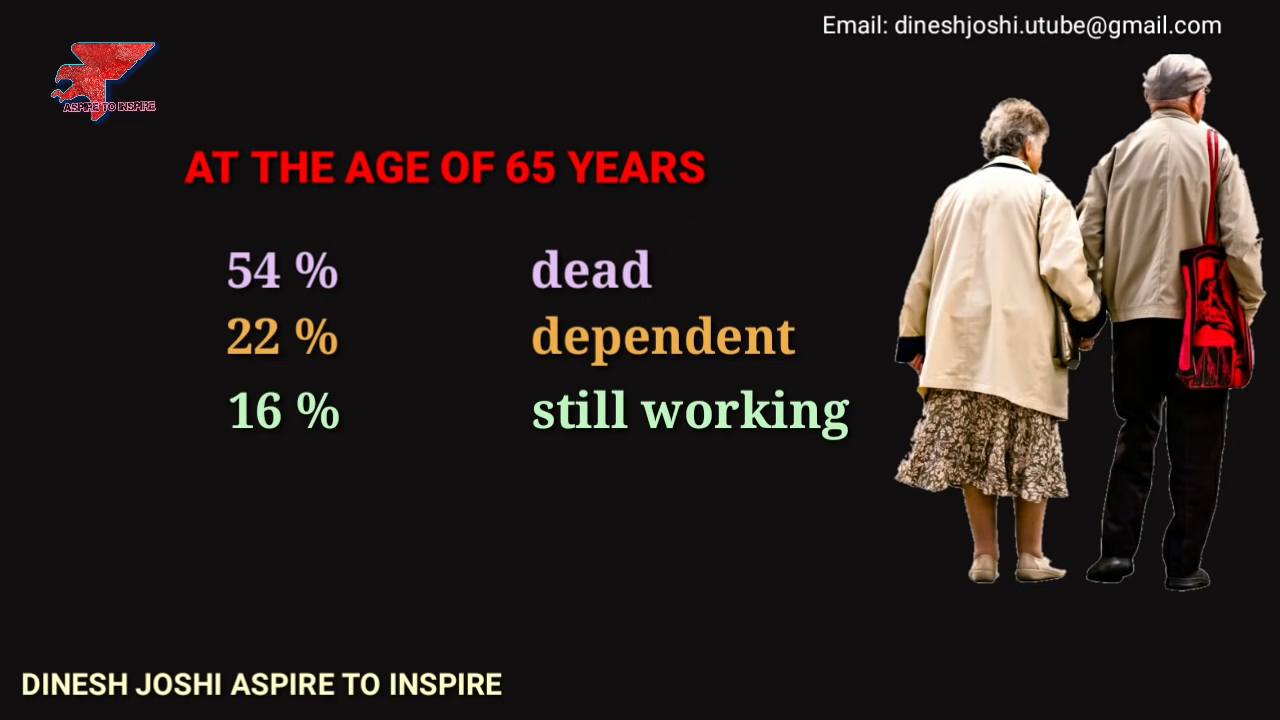 Email: dineshjoshi.utube@gmail.com
ASPIRE TO INSPIRE
AT THE AGE OF 65 YEARS
54 % dead
22 % dependent
16 % still working
DINESH JOSHI ASPIRE TO INSPIRE